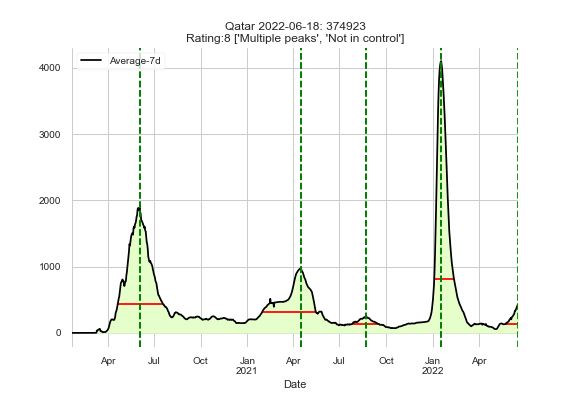 Qatar 2022-06-18: 374923
Rating:8 ['Multiple peaks', 'Not in control']
Average-7d
4000
3000
2000
1000
0
Apr Jul Oct Jan Apr Jul Oct Jan Apr
2021 2022
Date